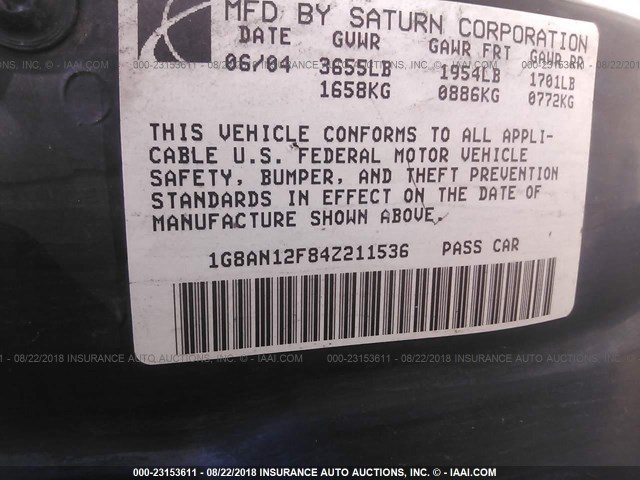 MFD BY SATURN CORPORATION
DATE GVWR GAWR FRT GAWR RR
06/04 3655LB 1954LB 1701LB
1658KG 0886KG 0772KG
THIS VEHICLE CONFORMS TO ALL APPLI-
CABLE U.S. FEDERAL MOTOR VEHICLE
SAFETY, BUMPER, AND THEFT PREVENTION
STANDARDS IN EFFECT ON THE DATE OF
MANUFACTURE SHOWN ABOVE.
1G8AN12F84Z211536 PASS CAR
000-23153611 - 08/22/2018 INSURANCE AUTO AUCTIONS, INC. - © - IAAI.COM